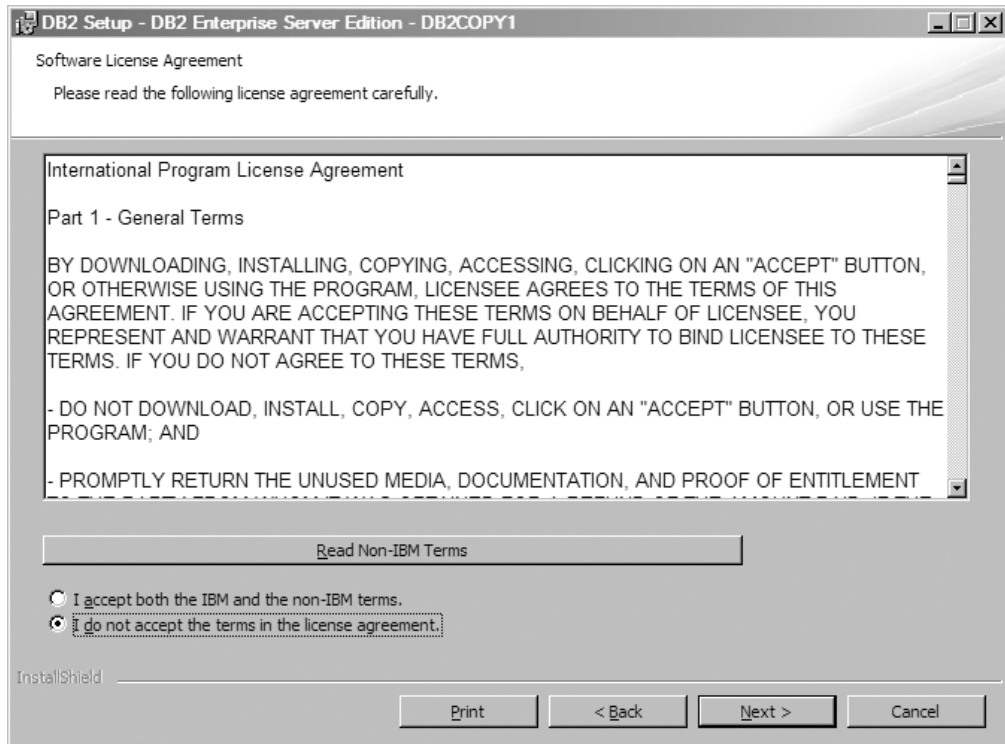 DB2 Setup - DB2 Enterprise Server Edition - DB2COPY1
Software License Agreement
Please read the following license agreement carefully.
International Program License Agreement
Part 1 - General Terms
BY DOWNLOADING, INSTALLING, COPYING, ACCESSING, CLICKING ON AN "ACCEPT" BUTTON,
OR OTHERWISE USING THE PROGRAM, LICENSEE AGREES TO THE TERMS OF THIS
AGREEMENT. IF YOU ARE ACCEPTING THESE TERMS ON BEHALF OF LICENSEE, YOU
REPRESENT AND WARRANT THAT YOU HAVE FULL AUTHORITY TO BIND LICENSEE TO THESE
TERMS. IF YOU DO NOT AGREE TO THESE TERMS,
- DO NOT DOWNLOAD, INSTALL, COPY, ACCESS, CLICK ON AN "ACCEPT" BUTTON, OR USE THE
PROGRAM; AND
- PROMPTLY RETURN THE UNUSED MEDIA, DOCUMENTATION, AND PROOF OF ENTITLEMENT
Read Non-IBM Terms
I accept both the IBM and the non-IBM terms.
I do not accept the terms in the license agreement.
InstallShield
Print
< Back
Next >
Cancel